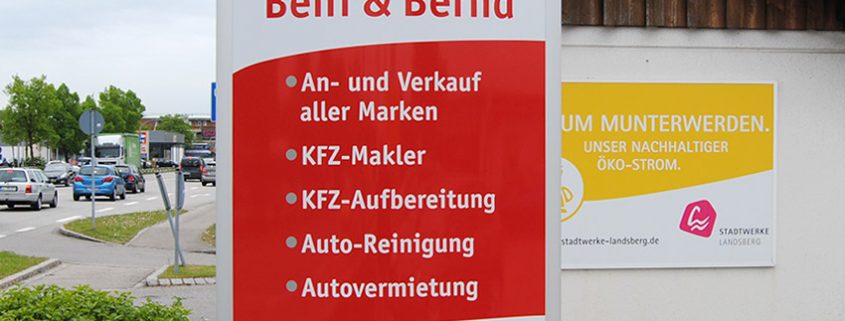 & Bernd
• An- und Verkauf
aller Marken
• KFZ-Makler
• KFZ-Aufbereitung
• Auto-Reinigung
• Autovermietung
UM MUNTERWERDEN.
UNSER NACHHALTIGER
ÖKO-STROM.
stadtwerke-landsberg.de
STADTWERKE
LANDSBERG